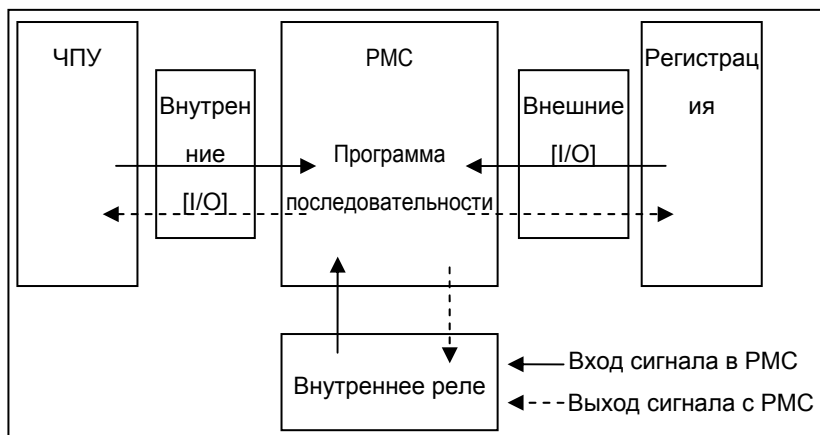 ЧПУ
Внутрен
ние
[I/O]
PMC
Программа
последовательности
Внешние
[I/O]
Регистрац
ия
Внутреннее реле
Вход сигнала в PMC
Выход сигнала с PMC